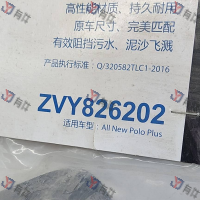 高性能材质、持久耐用
原车尺寸、完美匹配
有效阻挡污水、泥沙飞溅
产品执行标准：Q/320582TLC1-2016
ZVY826202
适用车型：All New Polo Plus